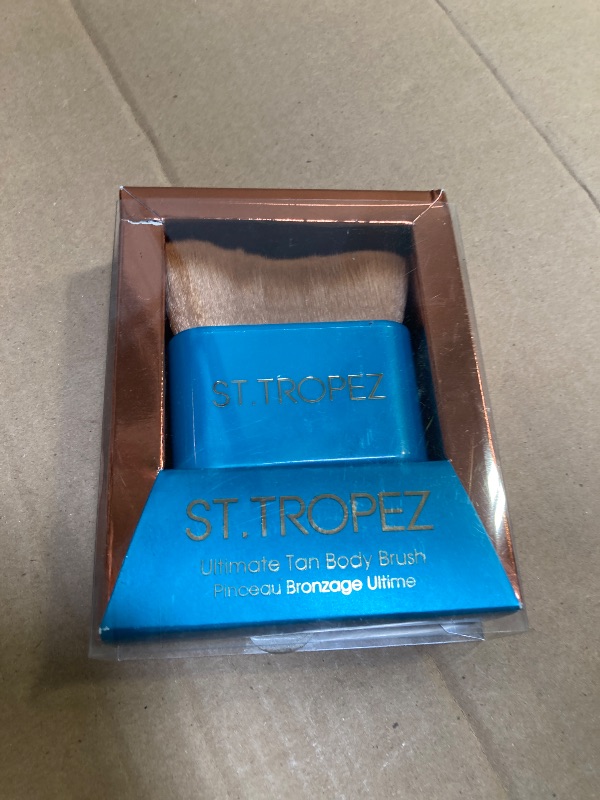 ST.TROPEZ
ST.TROPEZ
Ultimate Tan Body Brush
Pinceau Bronzage Ultime